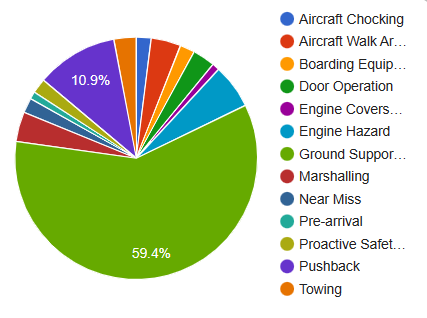 Aircraft Chocking
Aircraft Walk Ar...
Boarding Equip...
Door Operation
Engine Covers...
Engine Hazard
Ground Suppor...
Marshalling
Near Miss
Pre-arrival
Proactive Safet...
Pushback
Towing
10.9%
59.4%